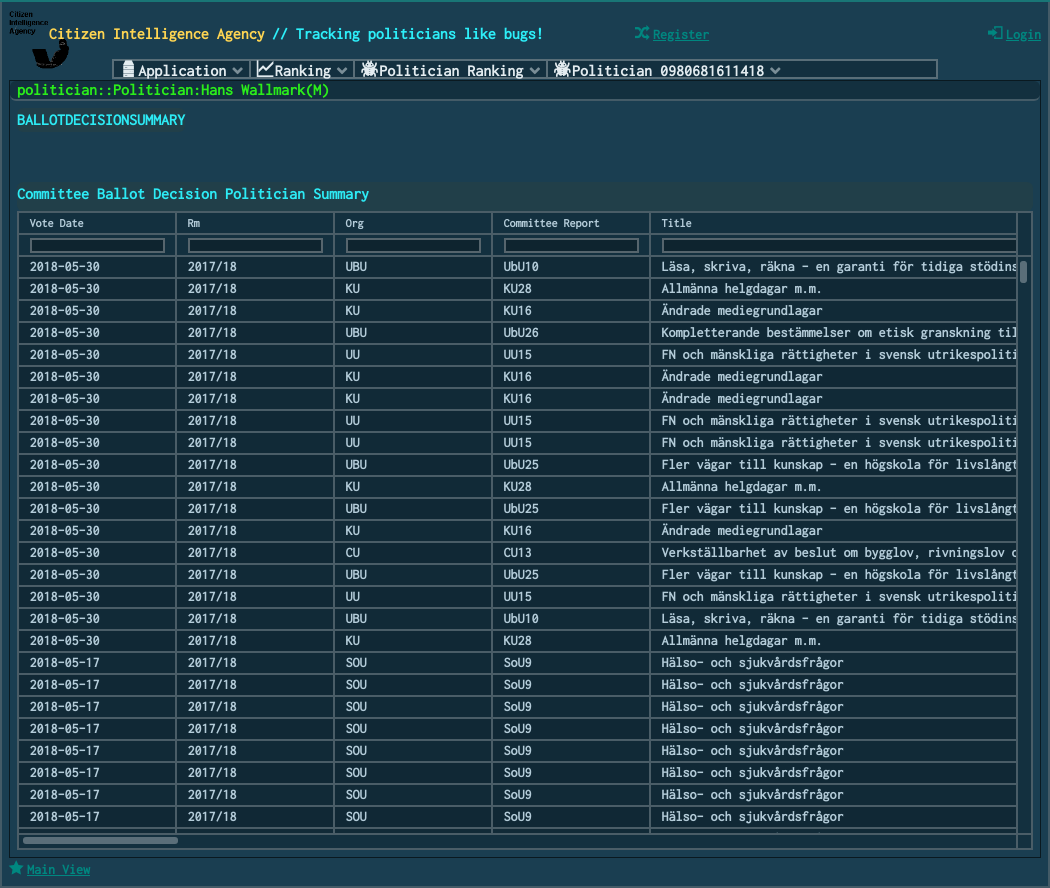 Citizen
Intelligence
Agency
Citizen Intelligence Agency // Tracking politicians like bugs!
Register
Login
Application
Ranking
Politician Ranking
Politician 0980681611418
politician::Politician:Hans Wallmark(M)
BALLOTDECISIONSUMMARY
Committee Ballot Decision Politician Summary
Vote Date Rm Org Committee Report Title
2018-05-30 2017/18 UBU UbU10 Läsa, skriva, räkna – en garanti för tidiga stödins
2018-05-30 2017/18 KU KU28 Allmänna helgdagar m.m.
2018-05-30 2017/18 KU KU16 Ändrade mediegrundlagar
2018-05-30 2017/18 UBU UbU26 Kompletterande bestämmelser om etisk granskning til
2018-05-30 2017/18 UU UU15 FN och mänskliga rättigheter i svensk utrikespoliti
2018-05-30 2017/18 KU KU16 Ändrade mediegrundlagar
2018-05-30 2017/18 KU KU16 Ändrade mediegrundlagar
2018-05-30 2017/18 UU UU15 FN och mänskliga rättigheter i svensk utrikespoliti
2018-05-30 2017/18 UU UU15 FN och mänskliga rättigheter i svensk utrikespoliti
2018-05-30 2017/18 UBU UbU25 Fler vägar till kunskap – en högskola för livslångt
2018-05-30 2017/18 KU KU28 Allmänna helgdagar m.m.
2018-05-30 2017/18 UBU UbU25 Fler vägar till kunskap – en högskola för livslångt
2018-05-30 2017/18 KU KU16 Ändrade mediegrundlagar
2018-05-30 2017/18 CU CU13 Verkställbarhet av beslut om bygglov, rivningslov o
2018-05-30 2017/18 UBU UbU25 Fler vägar till kunskap – en högskola för livslångt
2018-05-30 2017/18 UU UU15 FN och mänskliga rättigheter i svensk utrikespoliti
2018-05-30 2017/18 UBU UbU10 Läsa, skriva, räkna – en garanti för tidiga stödins
2018-05-30 2017/18 KU KU28 Allmänna helgdagar m.m.
2018-05-17 2017/18 SOU SoU9 Hälso- och sjukvårdsfrågor
2018-05-17 2017/18 SOU SoU9 Hälso- och sjukvårdsfrågor
2018-05-17 2017/18 SOU SoU9 Hälso- och sjukvårdsfrågor
2018-05-17 2017/18 SOU SoU9 Hälso- och sjukvårdsfrågor
2018-05-17 2017/18 SOU SoU9 Hälso- och sjukvårdsfrågor
2018-05-17 2017/18 SOU SoU9 Hälso- och sjukvårdsfrågor
2018-05-17 2017/18 SOU SoU9 Hälso- och sjukvårdsfrågor
2018-05-17 2017/18 SOU SoU9 Hälso- och sjukvårdsfrågor
Main View